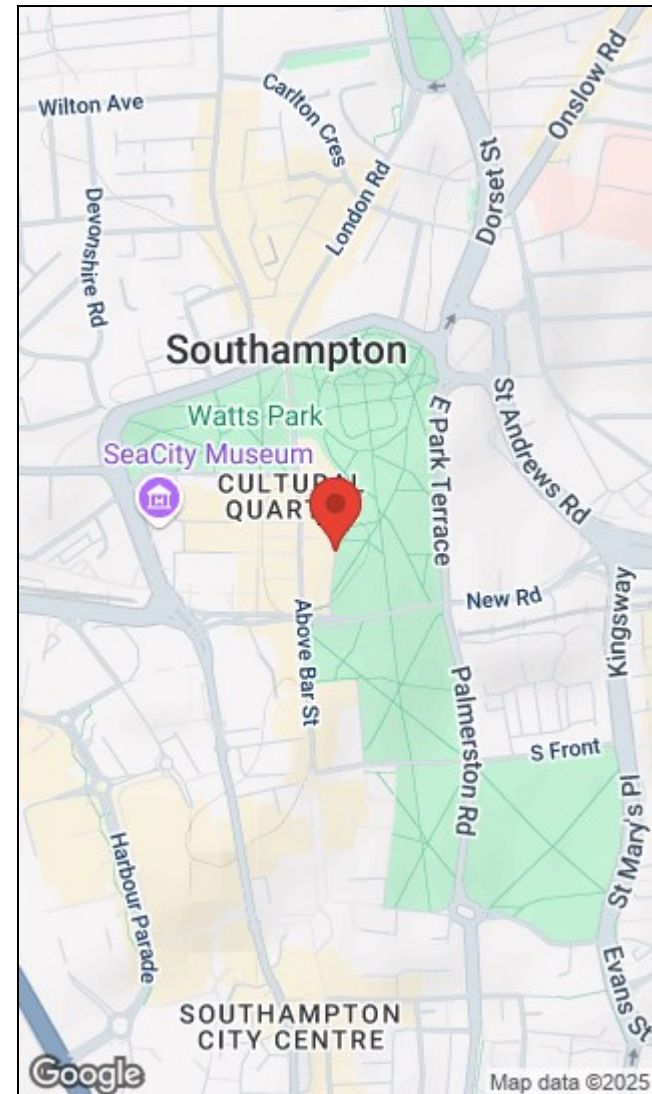 Wilton Ave
Carlton Cres
Onslow Rd
London Rd
Dorset St
Devonshire Rd
Southampton
Watts Park
SeaCity Museum
CULTURAL
QUART
E Park Terrace
St Andrews Rd
New Rd
Kingsway
Above Bar St
Palmerston Rd
S Front
St Mary's Pl
Harbour Parade
Evans St
SOUTHAMPTON
CITY CENTRE
Google
Map data ©2025